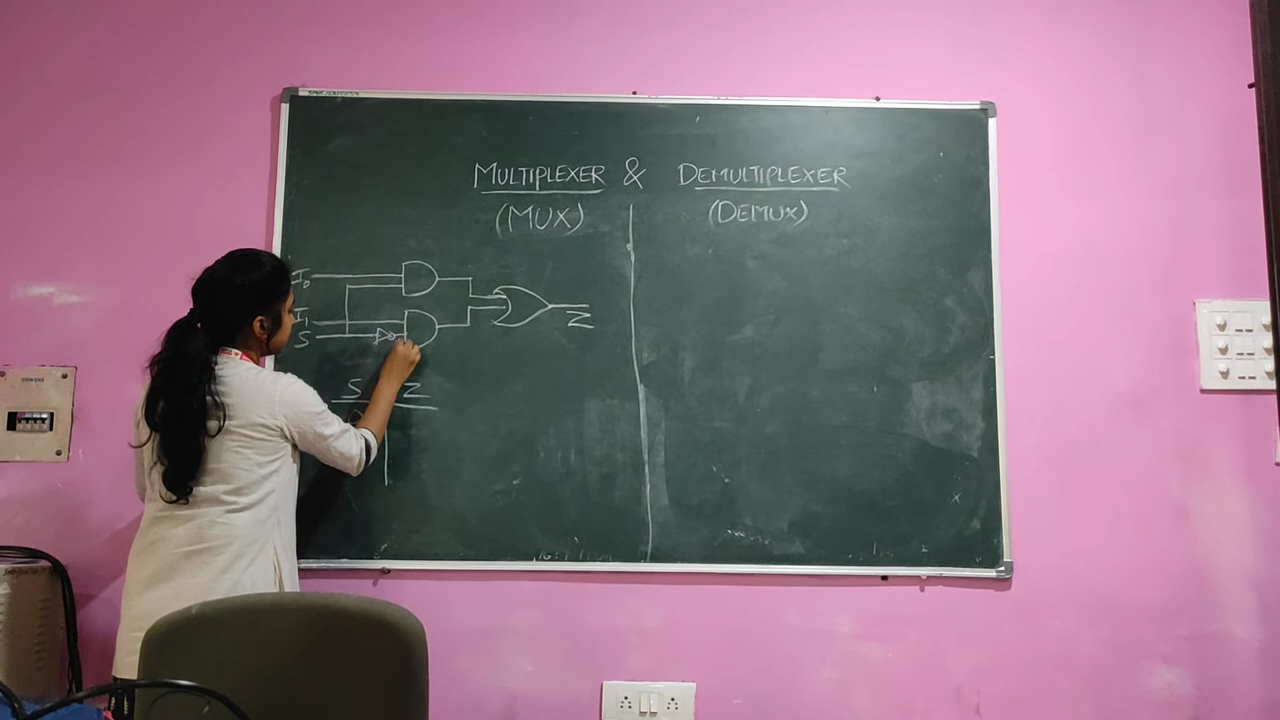 MULTIPLEXER & DEMULTIPLEXER
(MUX) (DEMUX)
I₀
I₁
S
Z
S Z